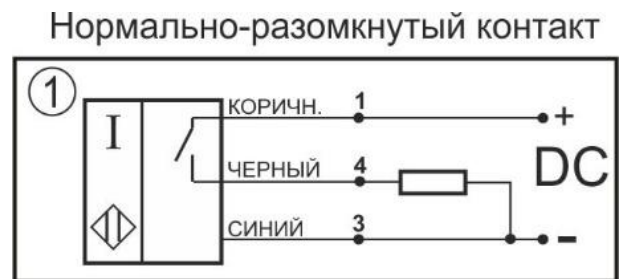 Нормально-разомкнутый контакт
1
КОРИЧН. 1 +
I
ЧЕРНЫЙ 4 DC
СИНИЙ 3 -